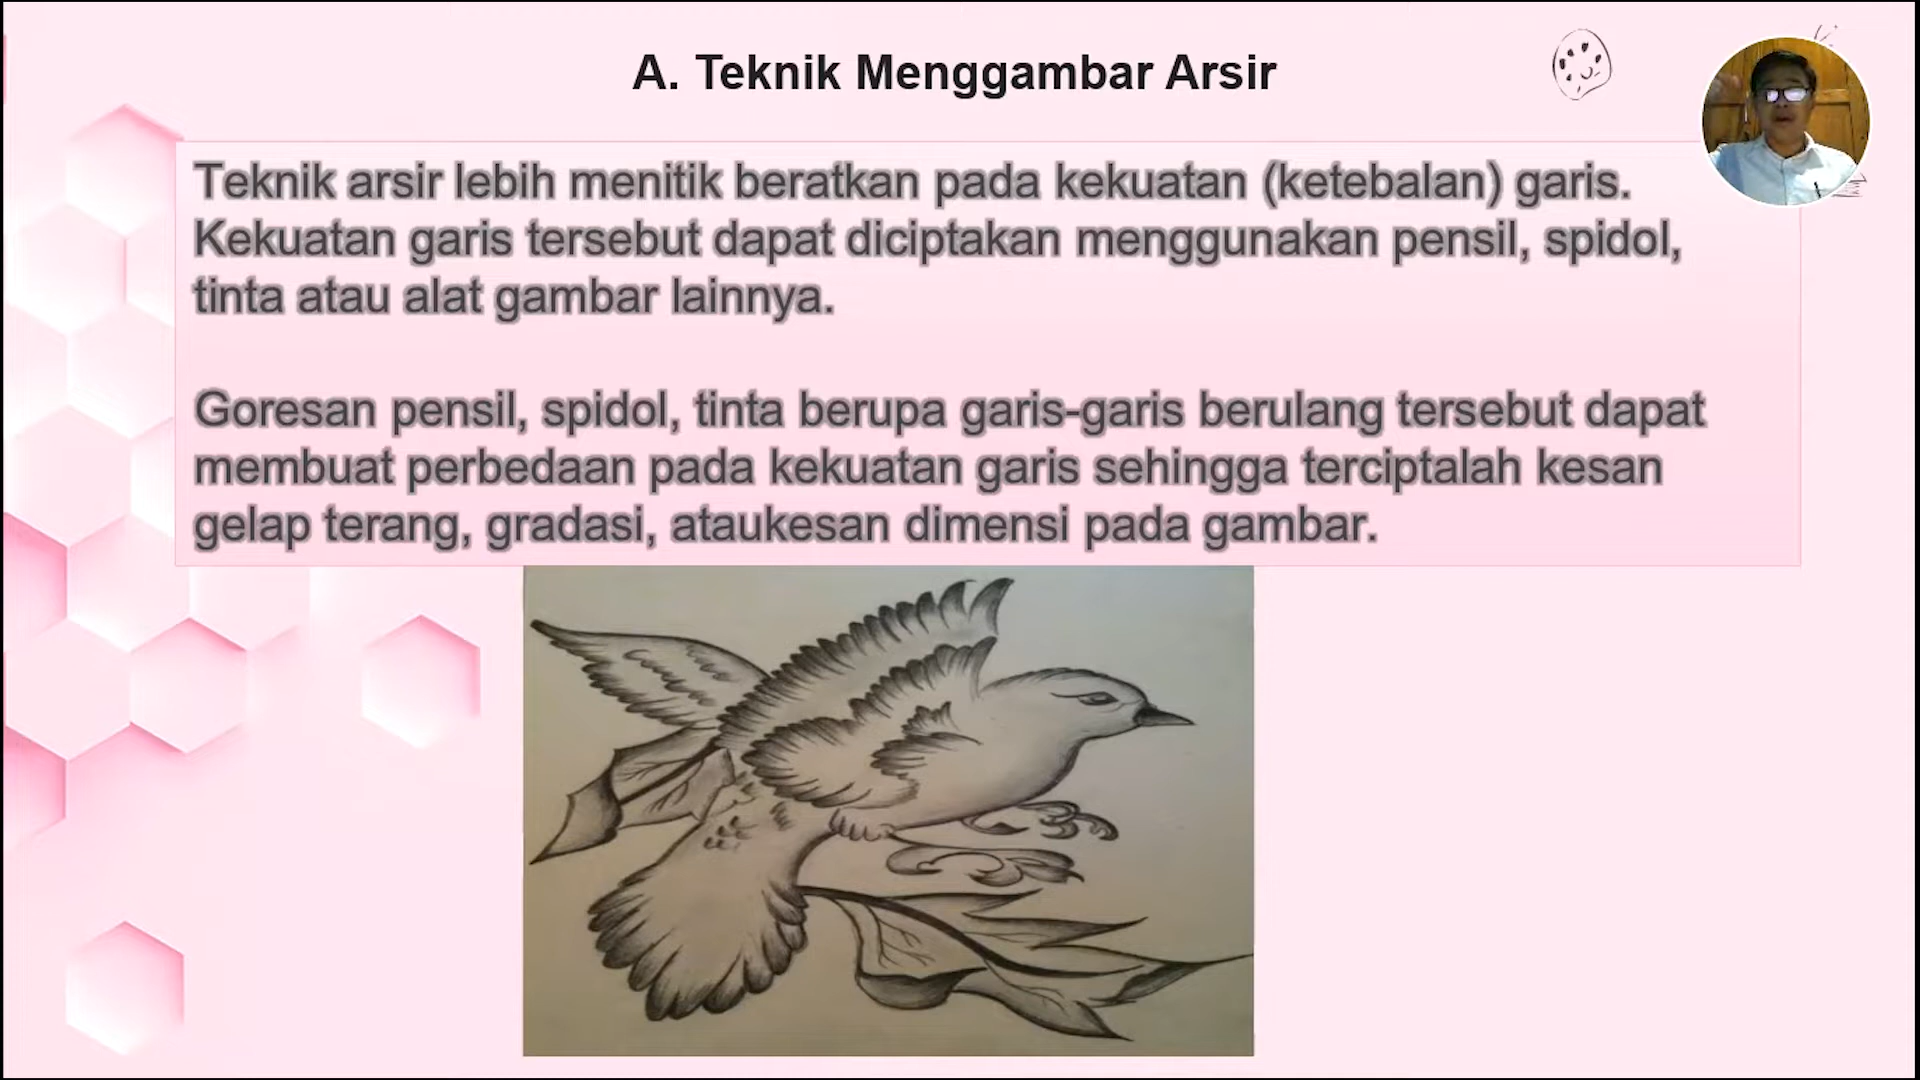 A. Teknik Menggambar Arsir
Teknik arsir lebih menitik beratkan pada kekuatan (ketebalan) garis.
Kekuatan garis tersebut dapat diciptakan menggunakan pensil, spidol,
tinta atau alat gambar lainnya.
Goresan pensil, spidol, tinta berupa garis-garis berulang tersebut dapat
membuat perbedaan pada kekuatan garis sehingga terciptalah kesan
gelap terang, gradasi, ataukesan dimensi pada gambar.